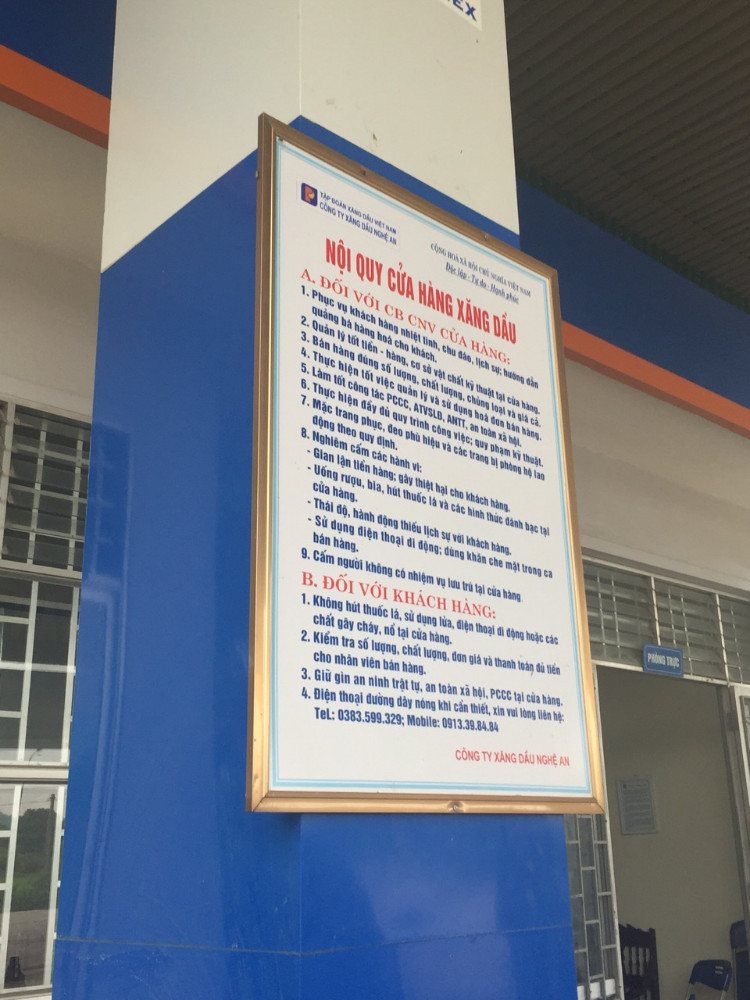 EX
TẬP ĐOÀN XĂNG DẦU VIỆT NAM
CÔNG TY XĂNG DẦU NGHỆ AN
CỘNG HOÀ XÃ HỘI CHỦ NGHĨA VIỆT NAM
Độc lập - Tự do - Hạnh phúc
NỘI QUY CỬA HÀNG XĂNG DẦU
A. ĐỐI VỚI CB CNV CỬA HÀNG:
1. Phục vụ khách hàng nhiệt tình, chu đáo, lịch sự; hướng dẫn
quảng bá hàng hoá cho khách.
2. Quản lý tốt tiền - hàng, cơ sở vật chất kỹ thuật tại cửa hàng.
3. Bán hàng đúng số lượng, chất lượng, chủng loại và giá cả.
4. Thực hiện tốt việc quản lý và sử dụng hoá đơn bán hàng.
5. Làm tốt công tác PCCC, ATVSLĐ, ANTT, an toàn xã hội.
6. Thực hiện đầy đủ quy trình công việc; quy phạm kỹ thuật.
7. Mặc trang phục, đeo phù hiệu và các trang bị phòng hộ lao
động theo quy định.
8. Nghiêm cấm các hành vi:
- Gian lận tiền hàng; gây thiệt hại cho khách hàng.
- Uống rượu, bia, hút thuốc lá và các hình thức đánh bạc tại
cửa hàng.
- Thái độ, hành động thiếu lịch sự với khách hàng.
- Sử dụng điện thoại di động; dùng khăn che mặt trong ca
bán hàng.
9. Cấm người không có nhiệm vụ lưu trú tại cửa hàng
B. ĐỐI VỚI KHÁCH HÀNG:
1. Không hút thuốc lá, sử dụng lửa, điện thoại di động hoặc các
chất gây cháy, nổ tại cửa hàng.
2. Kiểm tra số lượng, chất lượng, đơn giá và thanh toán đủ tiền
cho nhân viên bán hàng.
3. Giữ gìn an ninh trật tự, an toàn xã hội, PCCC tại cửa hàng.
4. Điện thoại đường dây nóng khi cần thiết, xin vui lòng liên hệ:
TeL: 0383.599.329; Mobile: 0913.39.84.84
CÔNG TY XĂNG DẦU NGHỆ AN
PHÒNG TRỰC